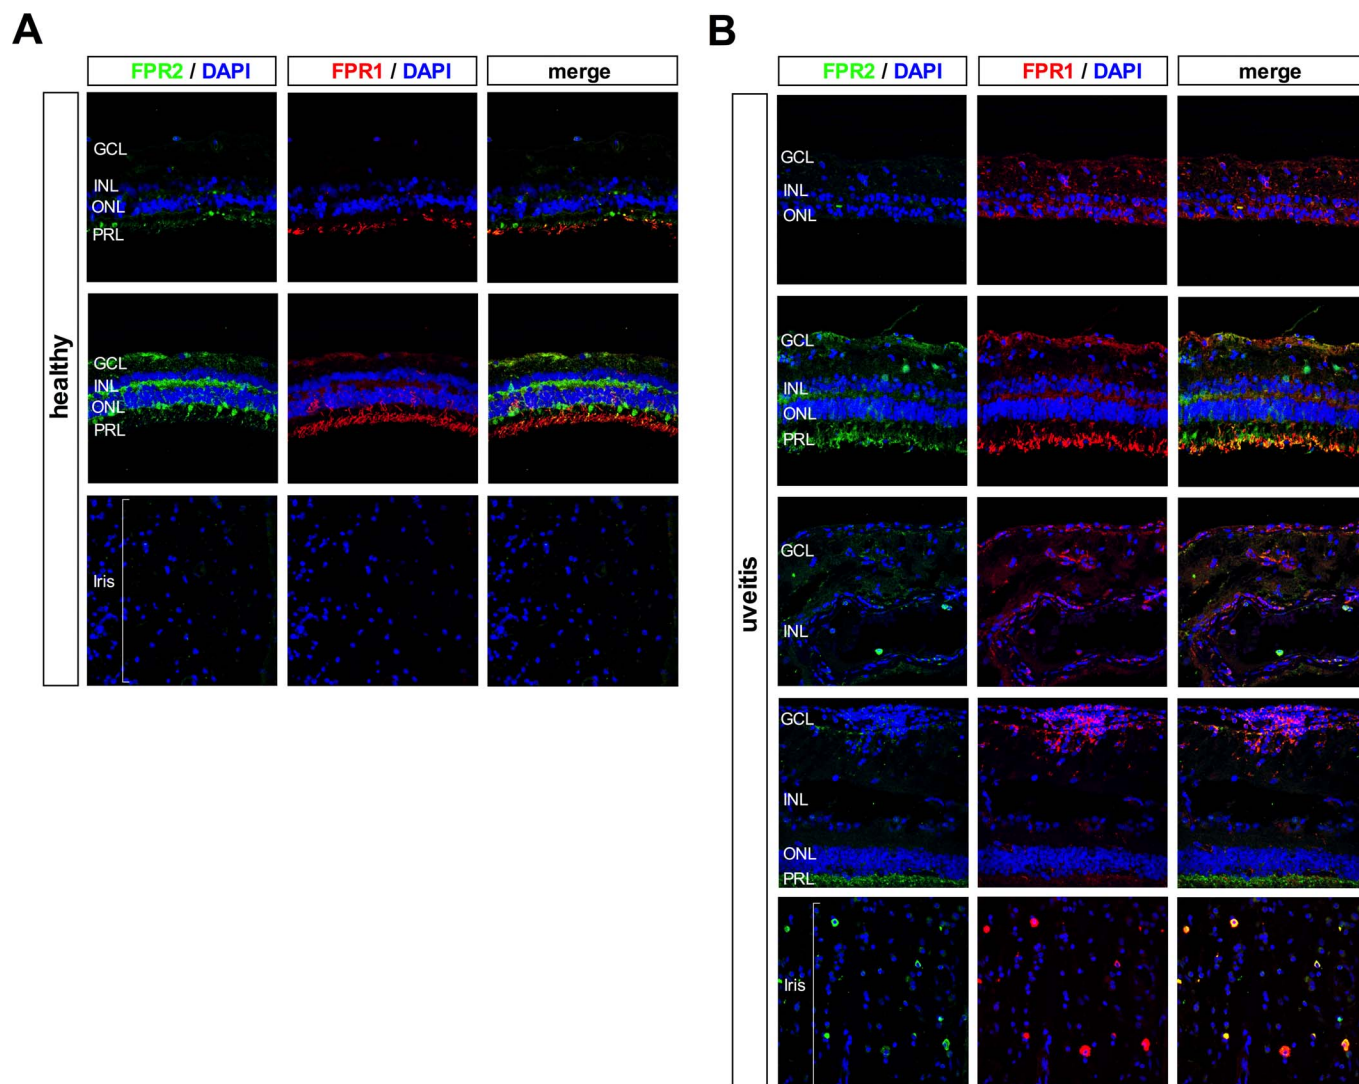 A
FPR2 / DAPI
FPR1 / DAPI
merge
healthy
GCL
INL
ONL
PRL
GCL
INL
ONL
PRL
Iris
B
FPR2 / DAPI
FPR1 / DAPI
merge
uveitis
GCL
INL
ONL
GCL
INL
ONL
PRL
GCL
INL
GCL
INL
ONL
PRL
Iris